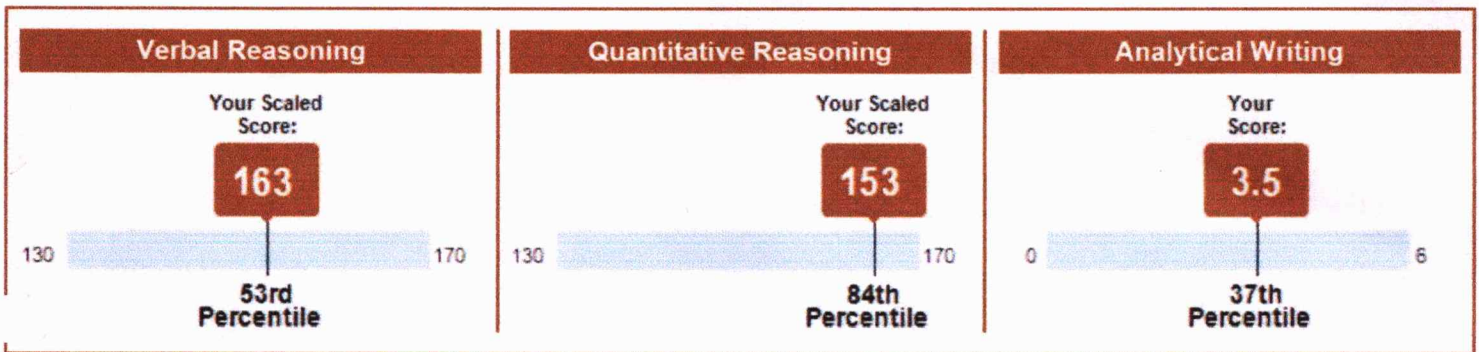 Verbal Reasoning
Your Scaled
Score:
163
130
170
53rd
Percentile
Quantitative Reasoning
Your Scaled
Score:
153
130
170
84th
Percentile
Analytical Writing
Your
Score:
3.5
0
6
37th
Percentile